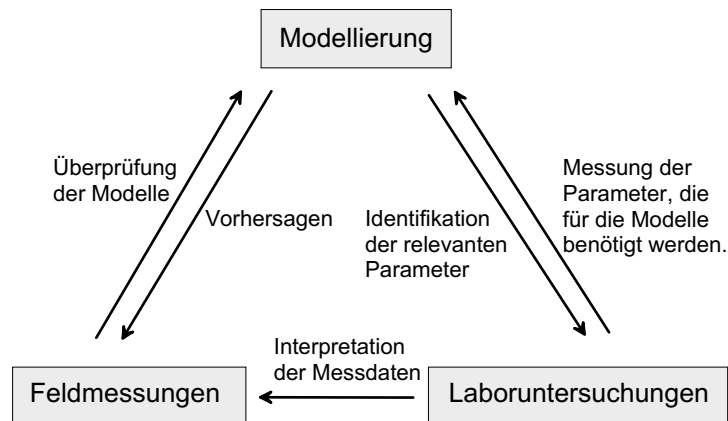 Modellierung
Überprüfung
der Modelle
Vorhersagen
Identifikation
der relevanten
Parameter
Messung der
Parameter, die
für die Modelle
benötigt werden.
Interpretation
der Messdaten
Feldmessungen
Laboruntersuchungen